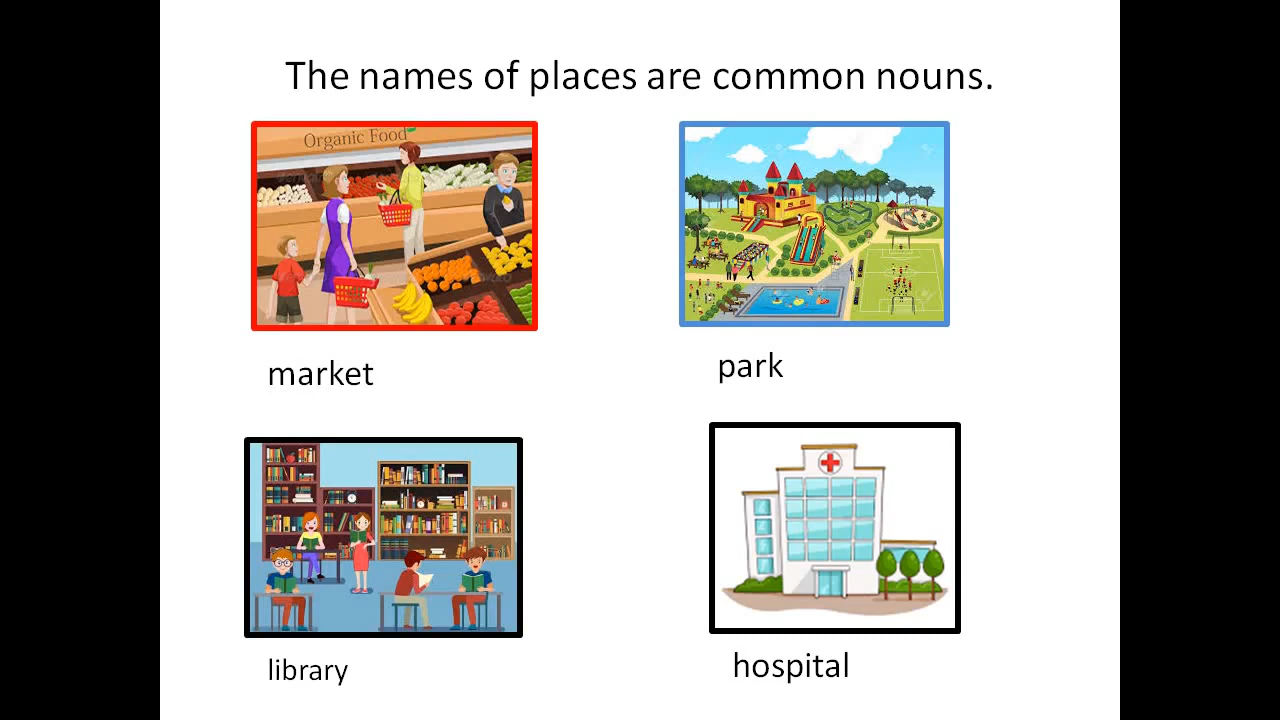 The names of places are common nouns.
Organic Food
market
park
library
hospital